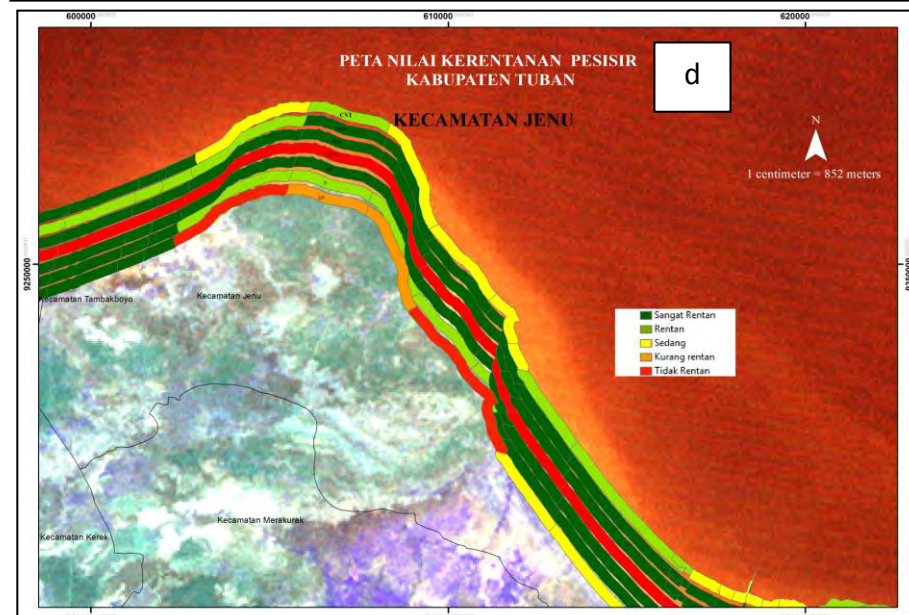 600000
610000
620000
PETA NILAI KERENTANAN PESISIR
KABUPATEN TUBAN
d
KECAMATAN JENU
CVI
N
1 centimeter = 852 meters
9250000
Kecamatan Tambakboyo
Kecamatan Jenu
Sangat Rentan
Rentan
Sedang
Kurang rentan
Tidak Rentan
Kecamatan Merakurak
Kecamatan Kerek